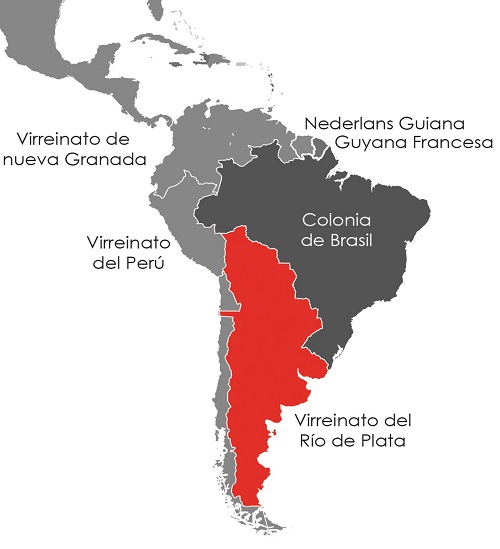 Virreinato de
nueva Granada
Nederlans Guiana
Guyana Francesa
Colonia
de Brasil
Virreinato
del Perú
Virreinato del
Río de Plata